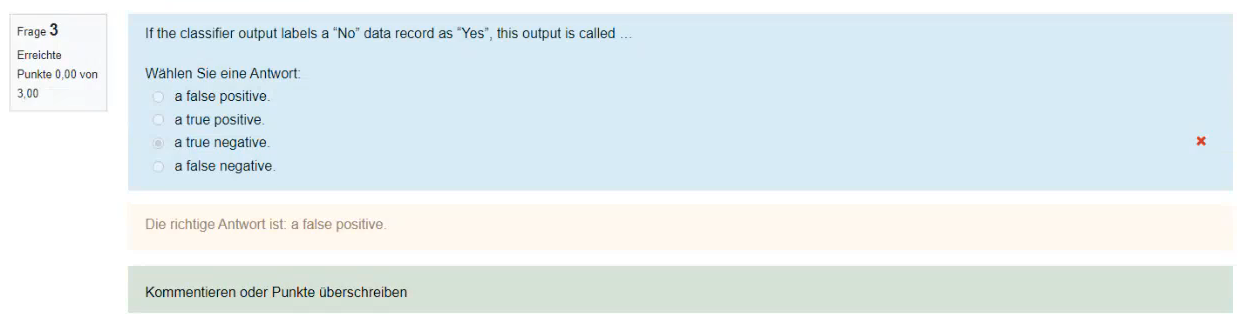 Frage 3
Erreichte
Punkte 0,00 von
3,00
If the classifier output labels a "No" data record as "Yes", this output is called ...
Wählen Sie eine Antwort:
a false positive.
a true positive.
a true negative.
a false negative.
Die richtige Antwort ist: a false positive.
Kommentieren oder Punkte überschreiben